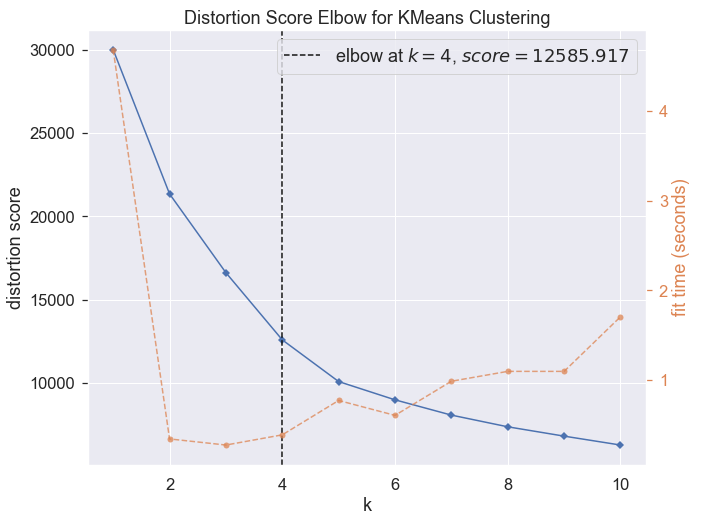 Distortion Score Elbow for KMeans Clustering
elbow at k = 4, score = 12585.917
distortion score
30000
25000
20000
15000
10000
fit time (seconds)
4
3
2
1
2 4 6 8 10
k